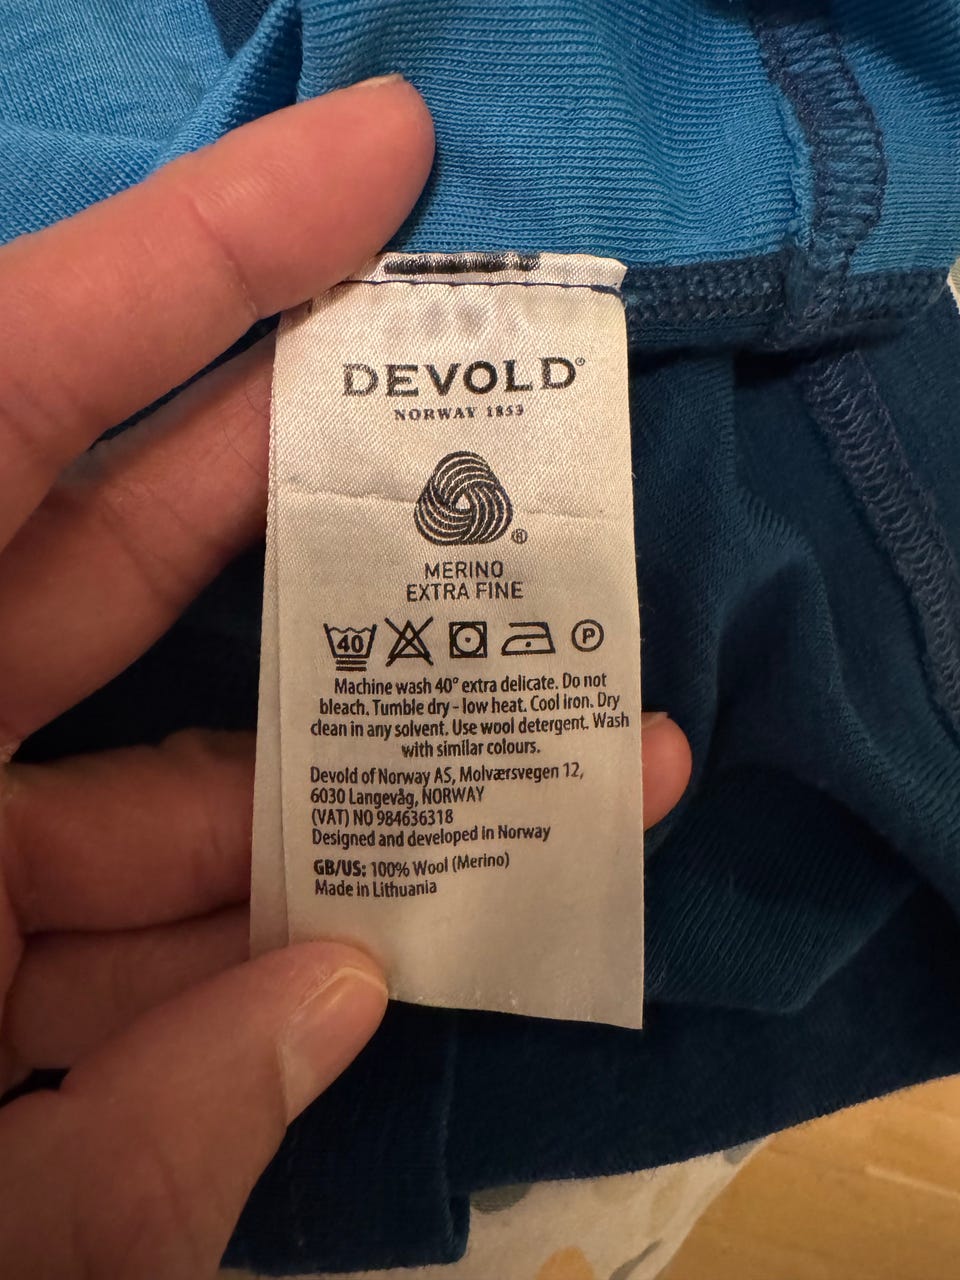 DEVOLD®
NORWAY 1853
®
MERINO
EXTRA FINE
40 P
Machine wash 40° extra delicate. Do not
bleach. Tumble dry - low heat. Cool iron. Dry
clean in any solvent. Use wool detergent. Wash
with similar colours.
Devold of Norway AS, Molværsvegen 12,
6030 Langevåg, NORWAY
(VAT) NO 984636318
Designed and developed in Norway
GB/US: 100% Wool (Merino)
Made in Lithuania